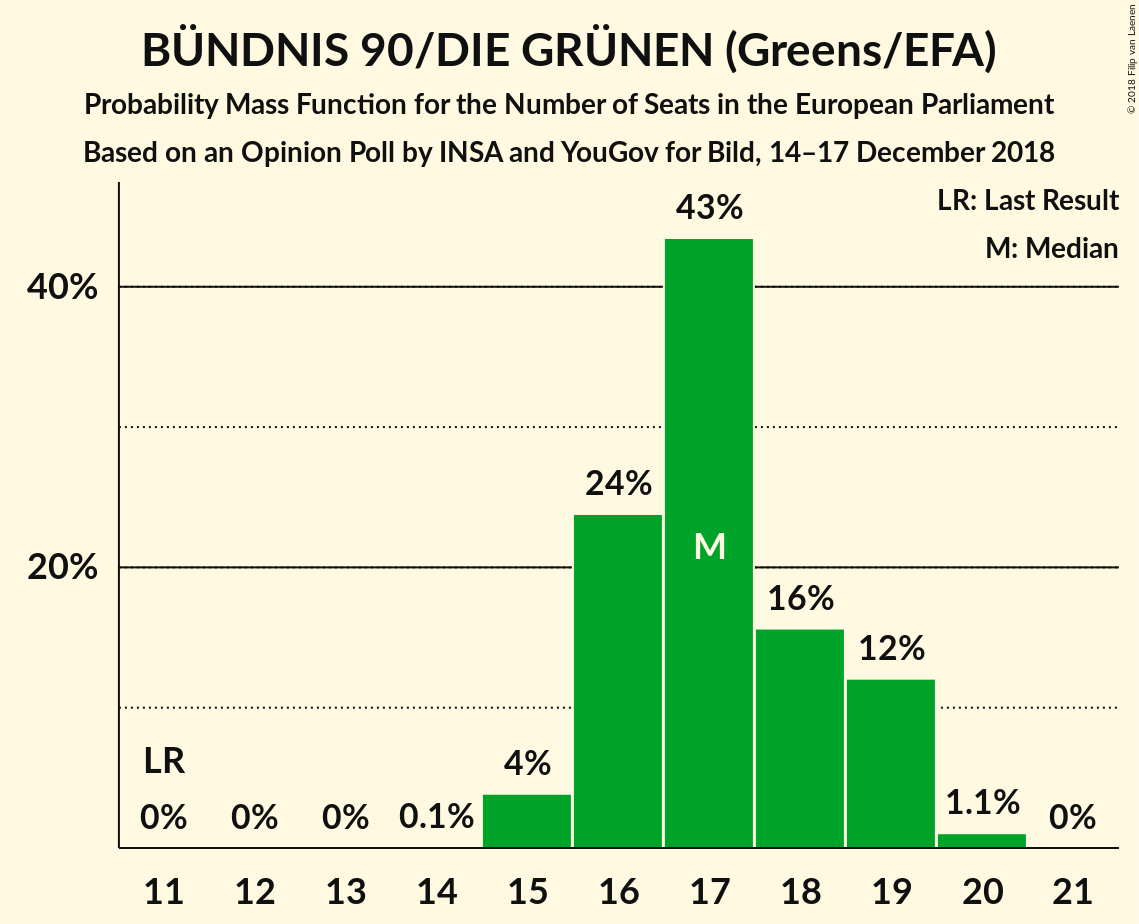 BÜNDNIS 90/DIE GRÜNEN (Greens/EFA)
Probability Mass Function for the Number of Seats in the European Parliament
Based on an Opinion Poll by INSA and YouGov for Bild, 14–17 December 2018
© 2018 Filip van Laenen
LR: Last Result
M: Median
43%
40%
24%
M
20%
16%
12%
LR
4%
0% 0% 0% 0.1% 1.1% 0%
11 12 13 14 15 16 17 18 19 20 21